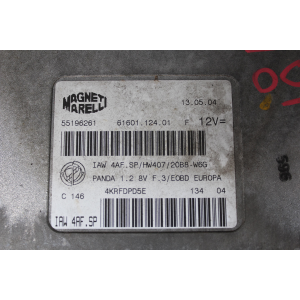 MAGNETI MARELLI
13.05.04
55196261 61601.124.01 F 12V=
IAW 4AF.SP/HW407/20B5-W6G
PANDA 1.2 8V F.3/EOBD EUROPA
C 146 4KRFDPD5E 134 04
IAW 4AF.SP